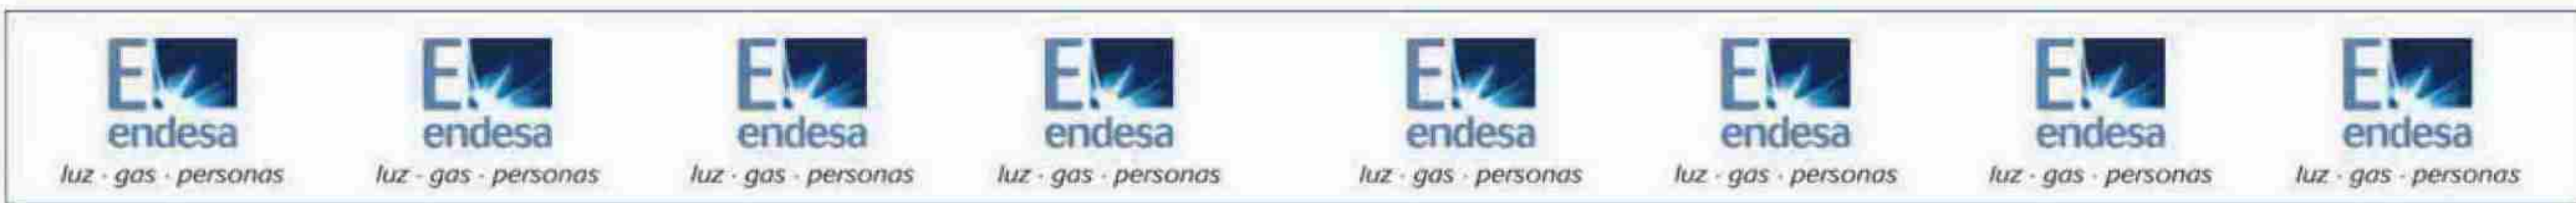 E. E. E. E. E. E. E. E.
endesa endesa endesa endesa endesa endesa endesa endesa
luz · gas · personas luz · gas · personas luz · gas · personas luz · gas · personas luz · gas · personas luz · gas · personas luz · gas · personas luz · gas · personas